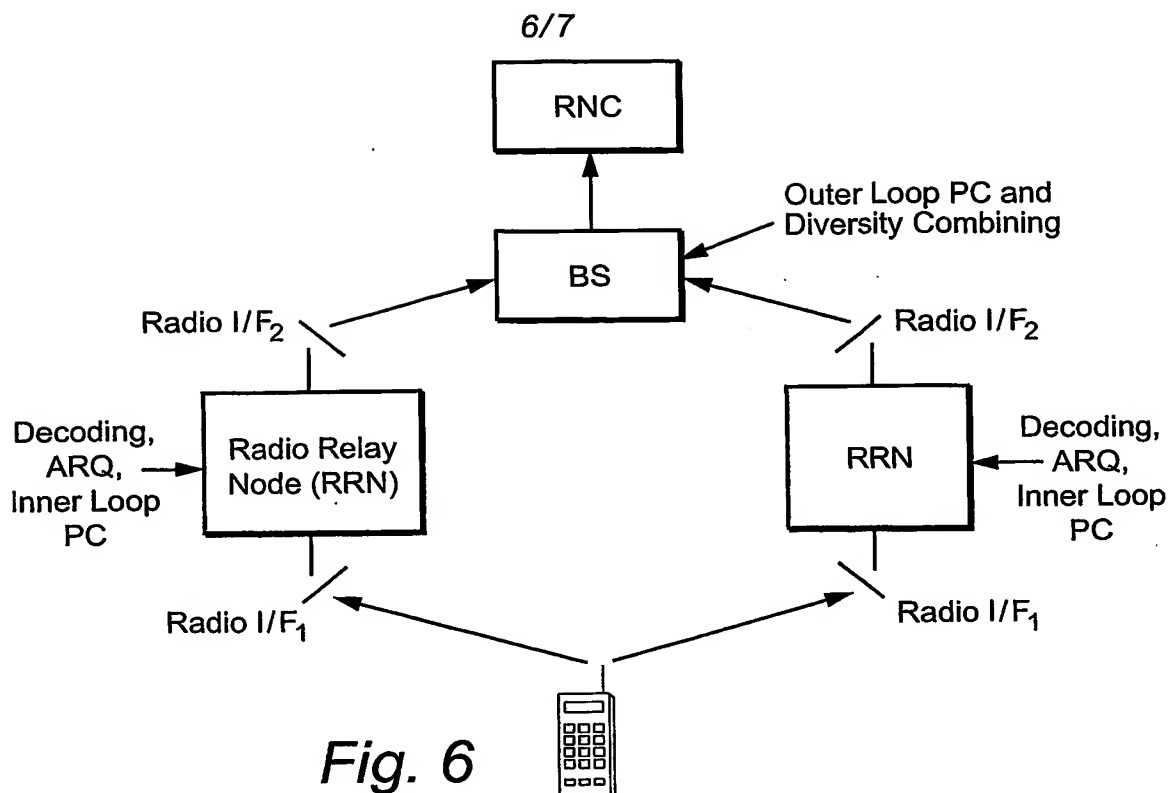 6/7
RNC
Outer Loop PC and
Diversity Combining
BS
Radio I/F₂
Radio I/F₂
Decoding,
ARQ,
Inner Loop
PC
Radio Relay
Node (RRN)
RRN
Decoding,
ARQ,
Inner Loop
PC
Radio I/F₁
Radio I/F₁
Fig. 6